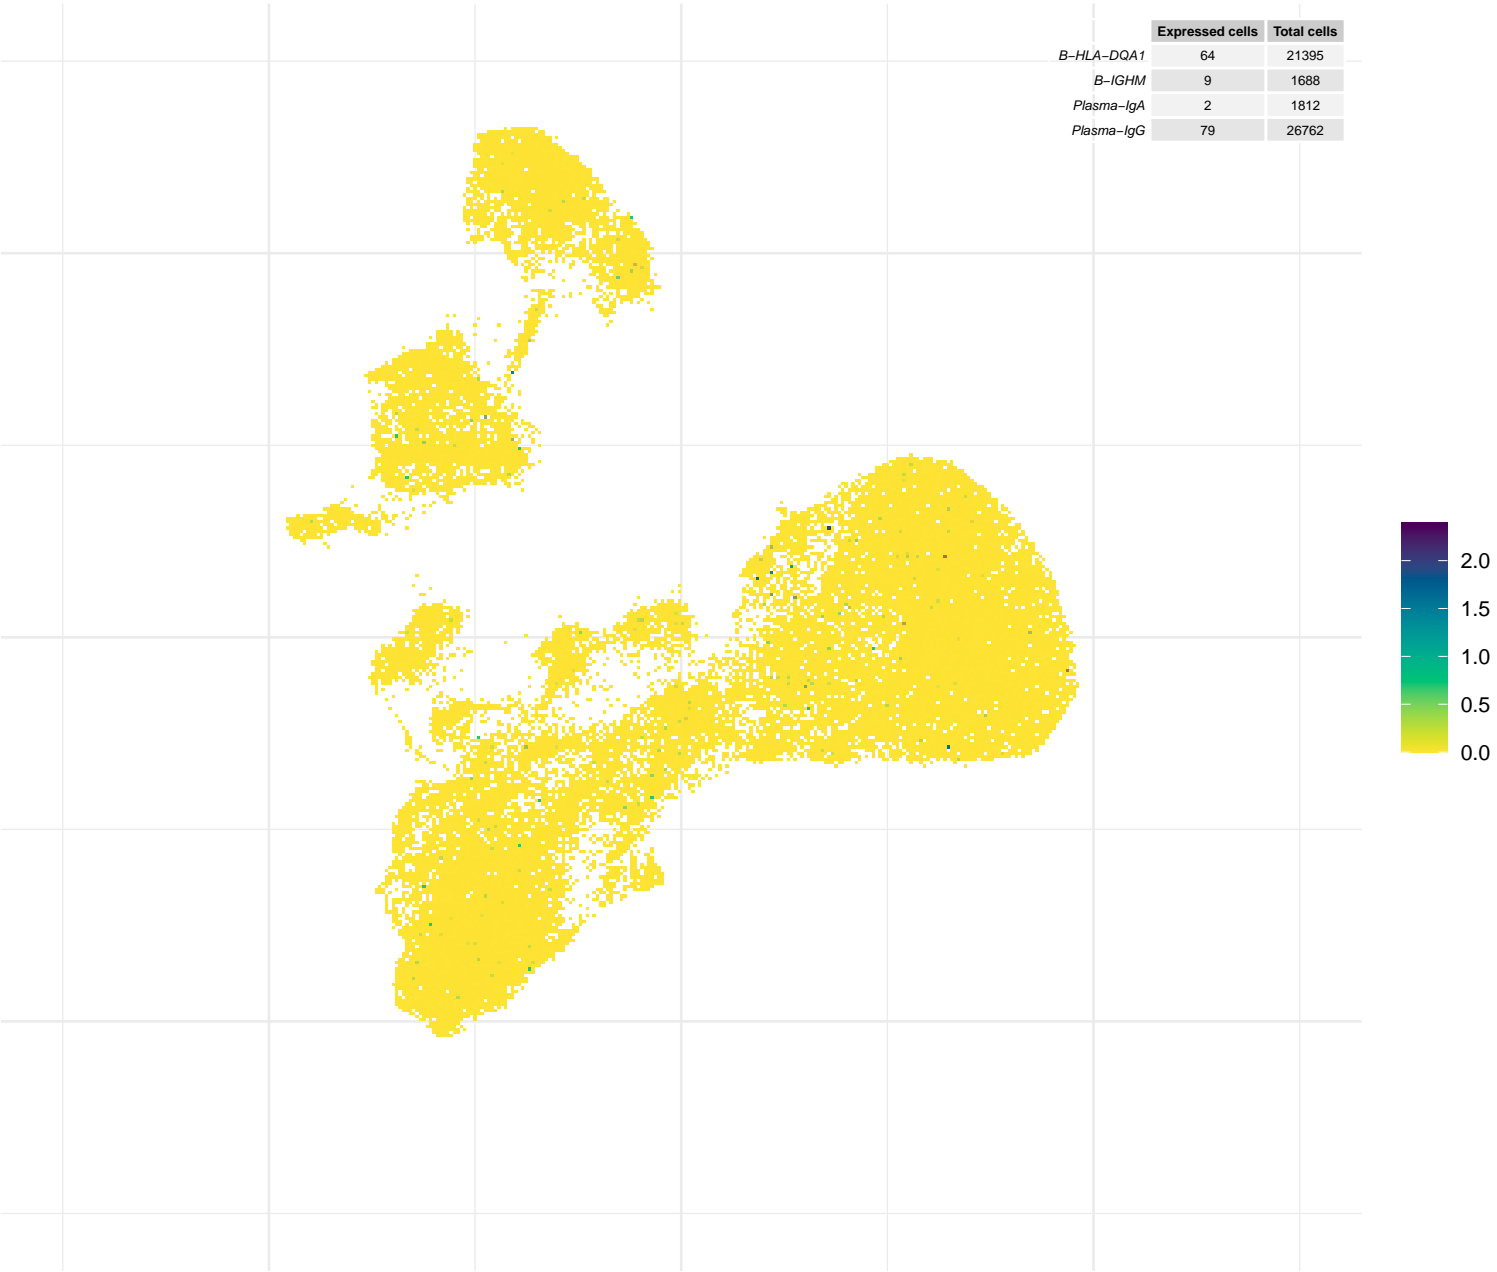 Expressed cells Total cells
B−HLA−DQA1 64 21395
B−IGHM 9 1688
Plasma−IgA 2 1812
Plasma−IgG 79 26762
2.0
1.5
1.0
0.5
0.0